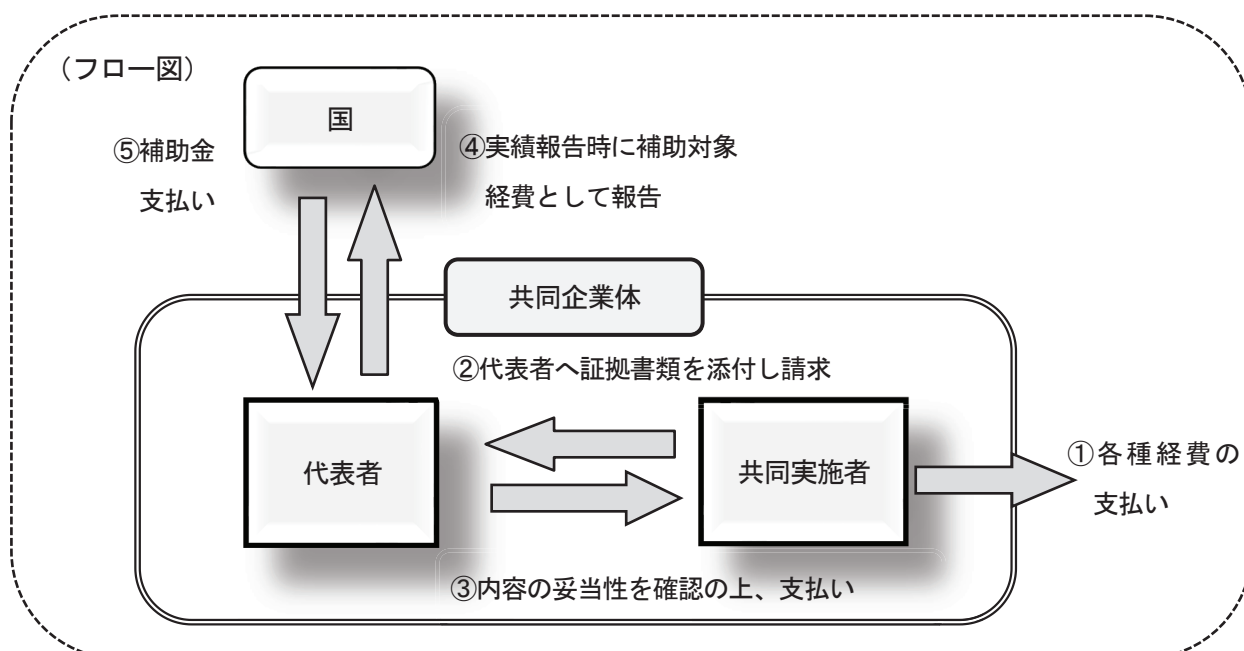 （フロー図）
国
⑤補助金
支払い
④実績報告時に補助対象
経費として報告
共同企業体
②代表者へ証拠書類を添付し請求
代表者
共同実施者
①各種経費の
支払い
③内容の妥当性を確認の上、支払い